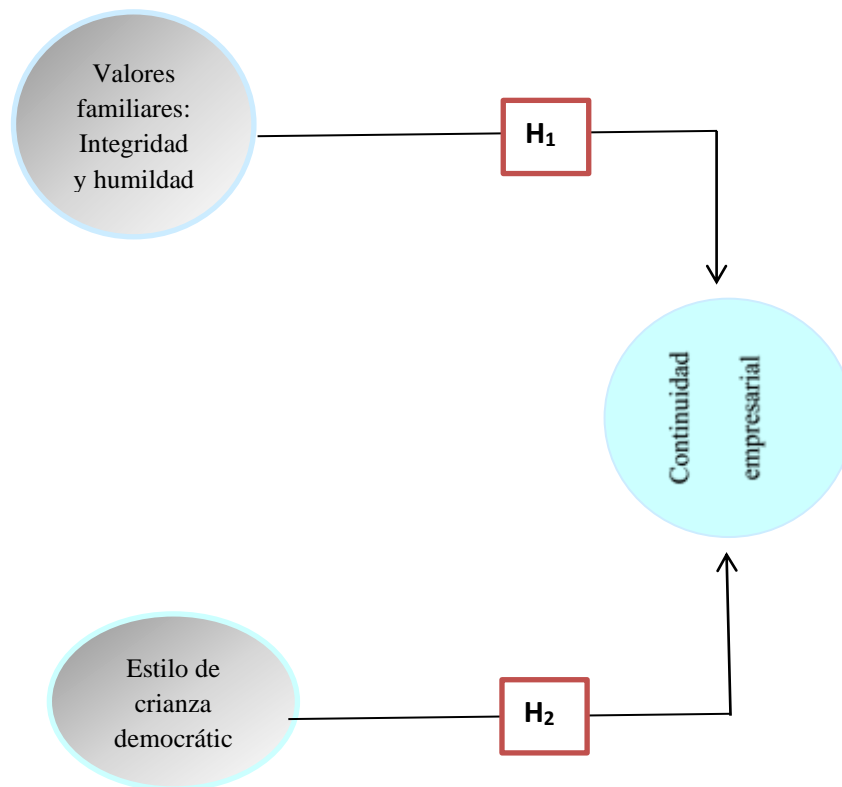 Valores
familiares:
Integridad
y humildad
H₁
Continuidad
empresarial
Estilo de
crianza
democrátic
H₂